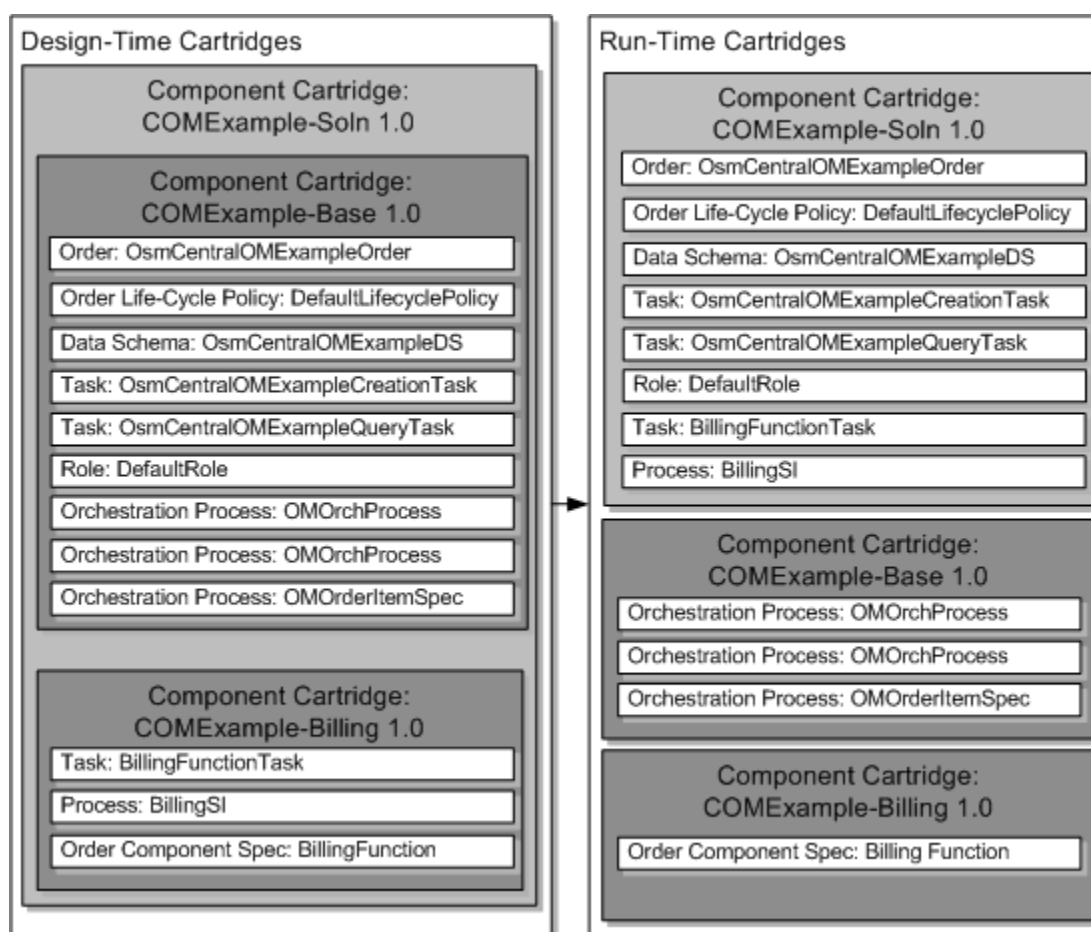 Design-Time Cartridges
Component Cartridge:
COMExample-Soln 1.0
Component Cartridge:
COMExample-Base 1.0
Order: OsmCentralOMExampleOrder
Order Life-Cycle Policy: DefaultLifecyclePolicy
Data Schema: OsmCentralOMExampleDS
Task: OsmCentralOMExampleCreationTask
Task: OsmCentralOMExampleQueryTask
Role: DefaultRole
Orchestration Process: OMOrchProcess
Orchestration Process: OMOrchProcess
Orchestration Process: OMOrderItemSpec
Component Cartridge:
COMExample-Billing 1.0
Task: BillingFunctionTask
Process: BillingSI
Order Component Spec: BillingFunction
Run-Time Cartridges
Component Cartridge:
COMExample-Soln 1.0
Order: OsmCentralOMExampleOrder
Order Life-Cycle Policy: DefaultLifecyclePolicy
Data Schema: OsmCentralOMExampleDS
Task: OsmCentralOMExampleCreationTask
Task: OsmCentralOMExampleQueryTask
Role: DefaultRole
Task: BillingFunctionTask
Process: BillingSI
Component Cartridge:
COMExample-Base 1.0
Orchestration Process: OMOrchProcess
Orchestration Process: OMOrchProcess
Orchestration Process: OMOrderItemSpec
Component Cartridge:
COMExample-Billing 1.0
Order Component Spec: Billing Function